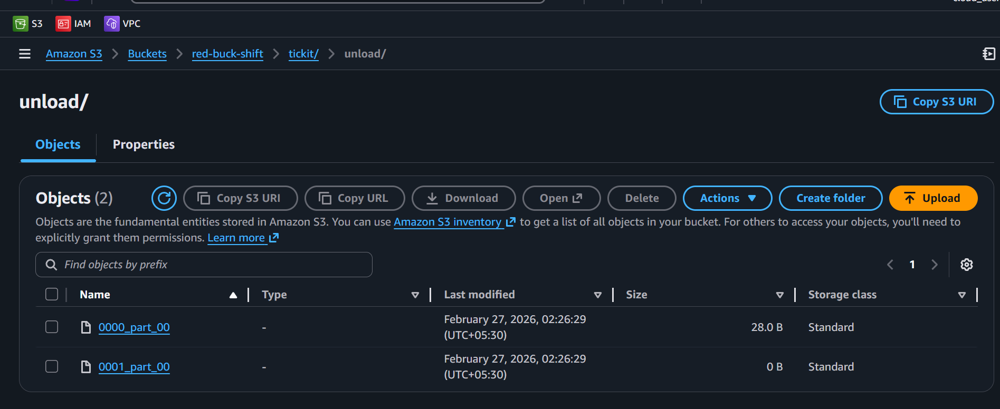 S3 IAM VPC
Amazon S3 Buckets red-buck-shift tickit/ unload/
unload/
Copy S3 URI
Objects Properties
Objects (2) Copy S3 URI Copy URL Download Open Delete Actions Create folder Upload
Objects are the fundamental entities stored in Amazon S3. You can use Amazon S3 inventory to get a list of all objects in your bucket. For others to access your objects, you'll need to
explicitly grant them permissions. Learn more
Find objects by prefix
1
Name Type Last modified Size Storage class
0000_part_00 - February 27, 2026, 02:26:29 28.0 B Standard
(UTC+05:30)
0001_part_00 - February 27, 2026, 02:26:29 0 B Standard
(UTC+05:30)